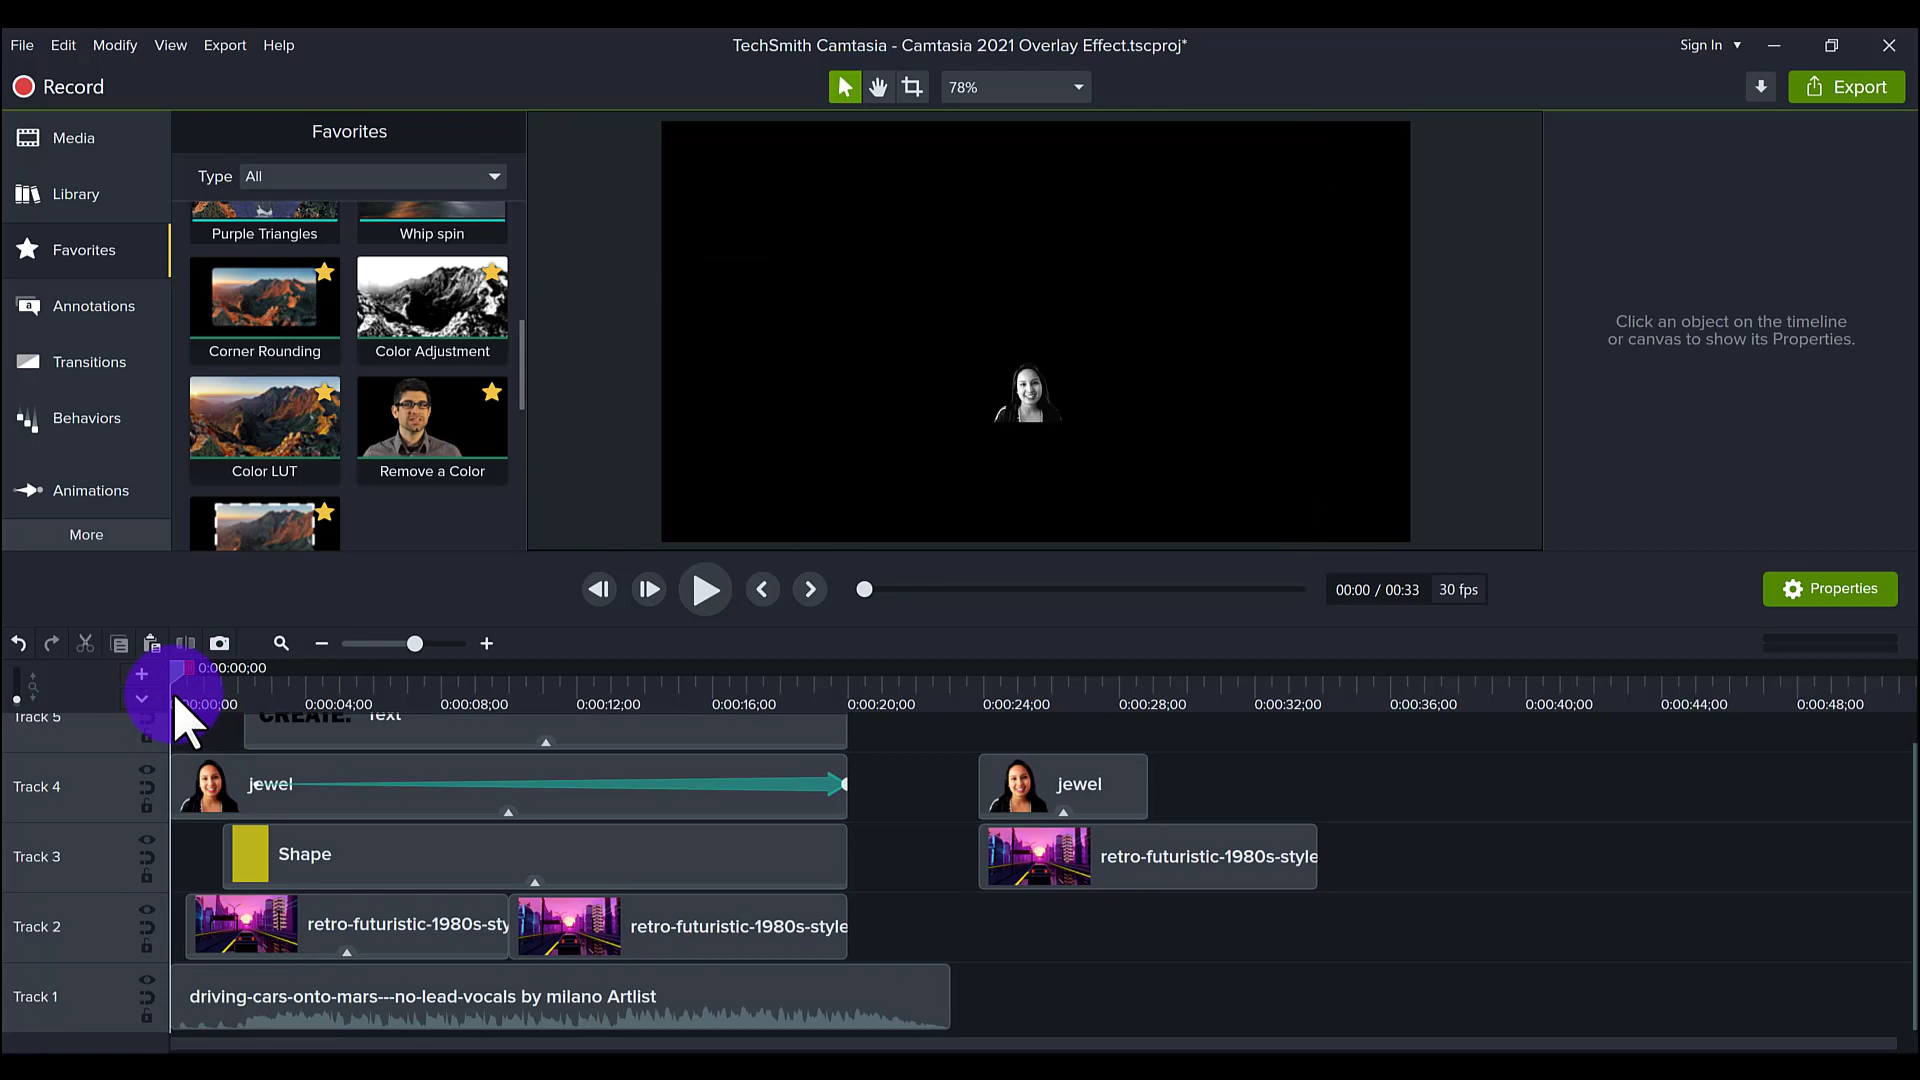 File Edit Modify View Export Help
TechSmith Camtasia - Camtasia 2021 Overlay Effect.tscproj*
Sign In
Record
78%
Export
Media
Library
Favorites
Annotations
Transitions
Behaviors
Animations
More
Favorites
Type All
Purple Triangles
Whip spin
Corner Rounding
Color Adjustment
Color LUT
Remove a Color
Click an object on the timeline
or canvas to show its Properties.
00:00 / 00:33 30 fps
Properties
0:00:00;00
0:00:00;00 0:00:04;00 0:00:08;00 0:00:12;00 0:00:16;00 0:00:20;00 0:00:24;00 0:00:28;00 0:00:32;00 0:00:36;00 0:00:40;00 0:00:44;00 0:00:48;00
Track 5
CREATE. Text
Track 4
jewel
jewel
Track 3
Shape
retro-futuristic-1980s-style
Track 2
retro-futuristic-1980s-sty
retro-futuristic-1980s-style
Track 1
driving-cars-onto-mars---no-lead-vocals by milano Artlist